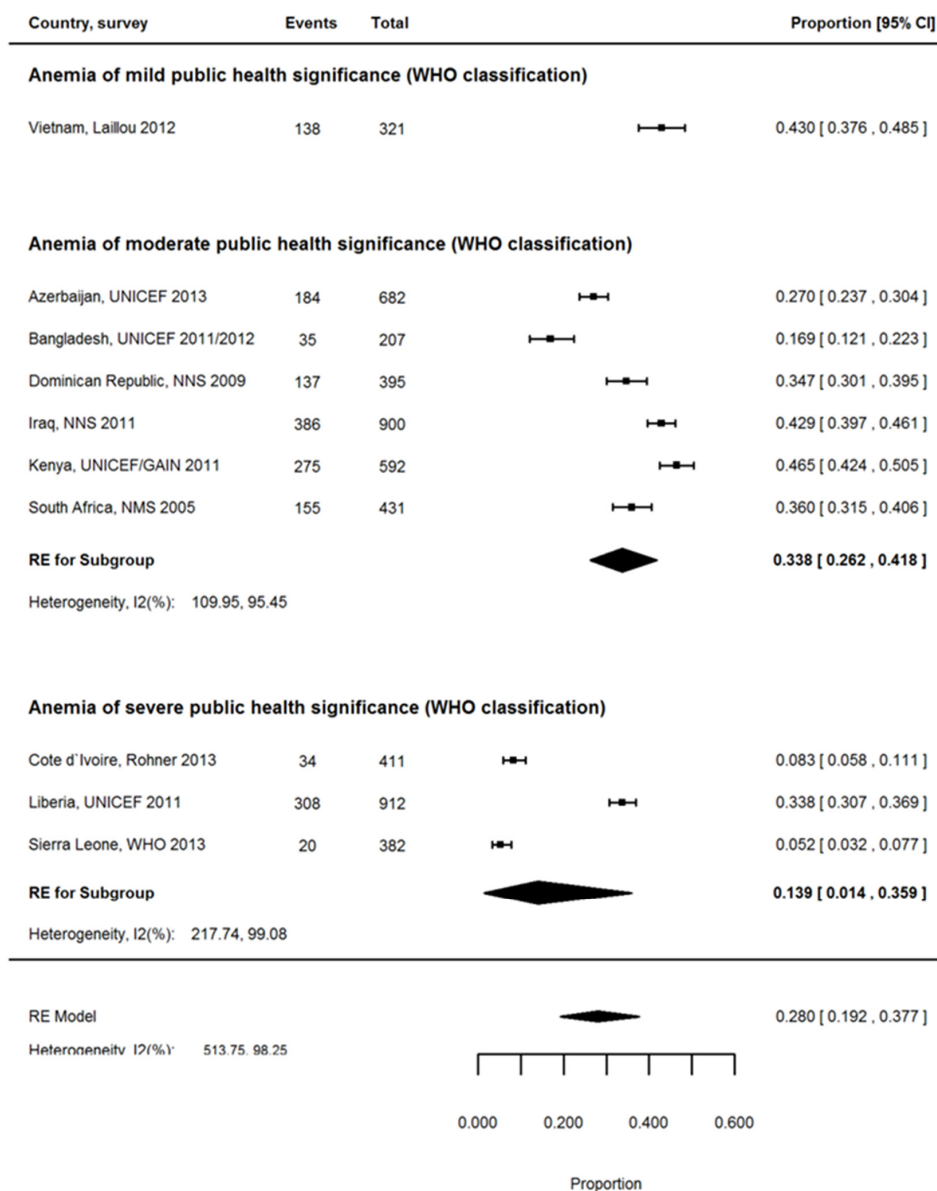 Country, survey Events Total Proportion [95% CI]
Anemia of mild public health significance (WHO classification)
Vietnam, Laillou 2012 138 321 0.430 [ 0.376 , 0.485 ]
Anemia of moderate public health significance (WHO classification)
Azerbaijan, UNICEF 2013 184 682 0.270 [ 0.237 , 0.304 ]
Bangladesh, UNICEF 2011/2012 35 207 0.169 [ 0.121 , 0.223 ]
Dominican Republic, NNS 2009 137 395 0.347 [ 0.301 , 0.395 ]
Iraq, NNS 2011 386 900 0.429 [ 0.397 , 0.461 ]
Kenya, UNICEF/GAIN 2011 275 592 0.465 [ 0.424 , 0.505 ]
South Africa, NMS 2005 155 431 0.360 [ 0.315 , 0.406 ]
RE for Subgroup 0.338 [ 0.262 , 0.418 ]
Heterogeneity, I2(%): 109.95, 95.45
Anemia of severe public health significance (WHO classification)
Cote d`Ivoire, Rohner 2013 34 411 0.083 [ 0.058 , 0.111 ]
Liberia, UNICEF 2011 308 912 0.338 [ 0.307 , 0.369 ]
Sierra Leone, WHO 2013 20 382 0.052 [ 0.032 , 0.077 ]
RE for Subgroup 0.139 [ 0.014 , 0.359 ]
Heterogeneity, I2(%): 217.74, 99.08
RE Model 0.280 [ 0.192 , 0.377 ]
Heterogeneity, I2(%): 513.75, 98.25
0.000 0.200 0.400 0.600
Proportion